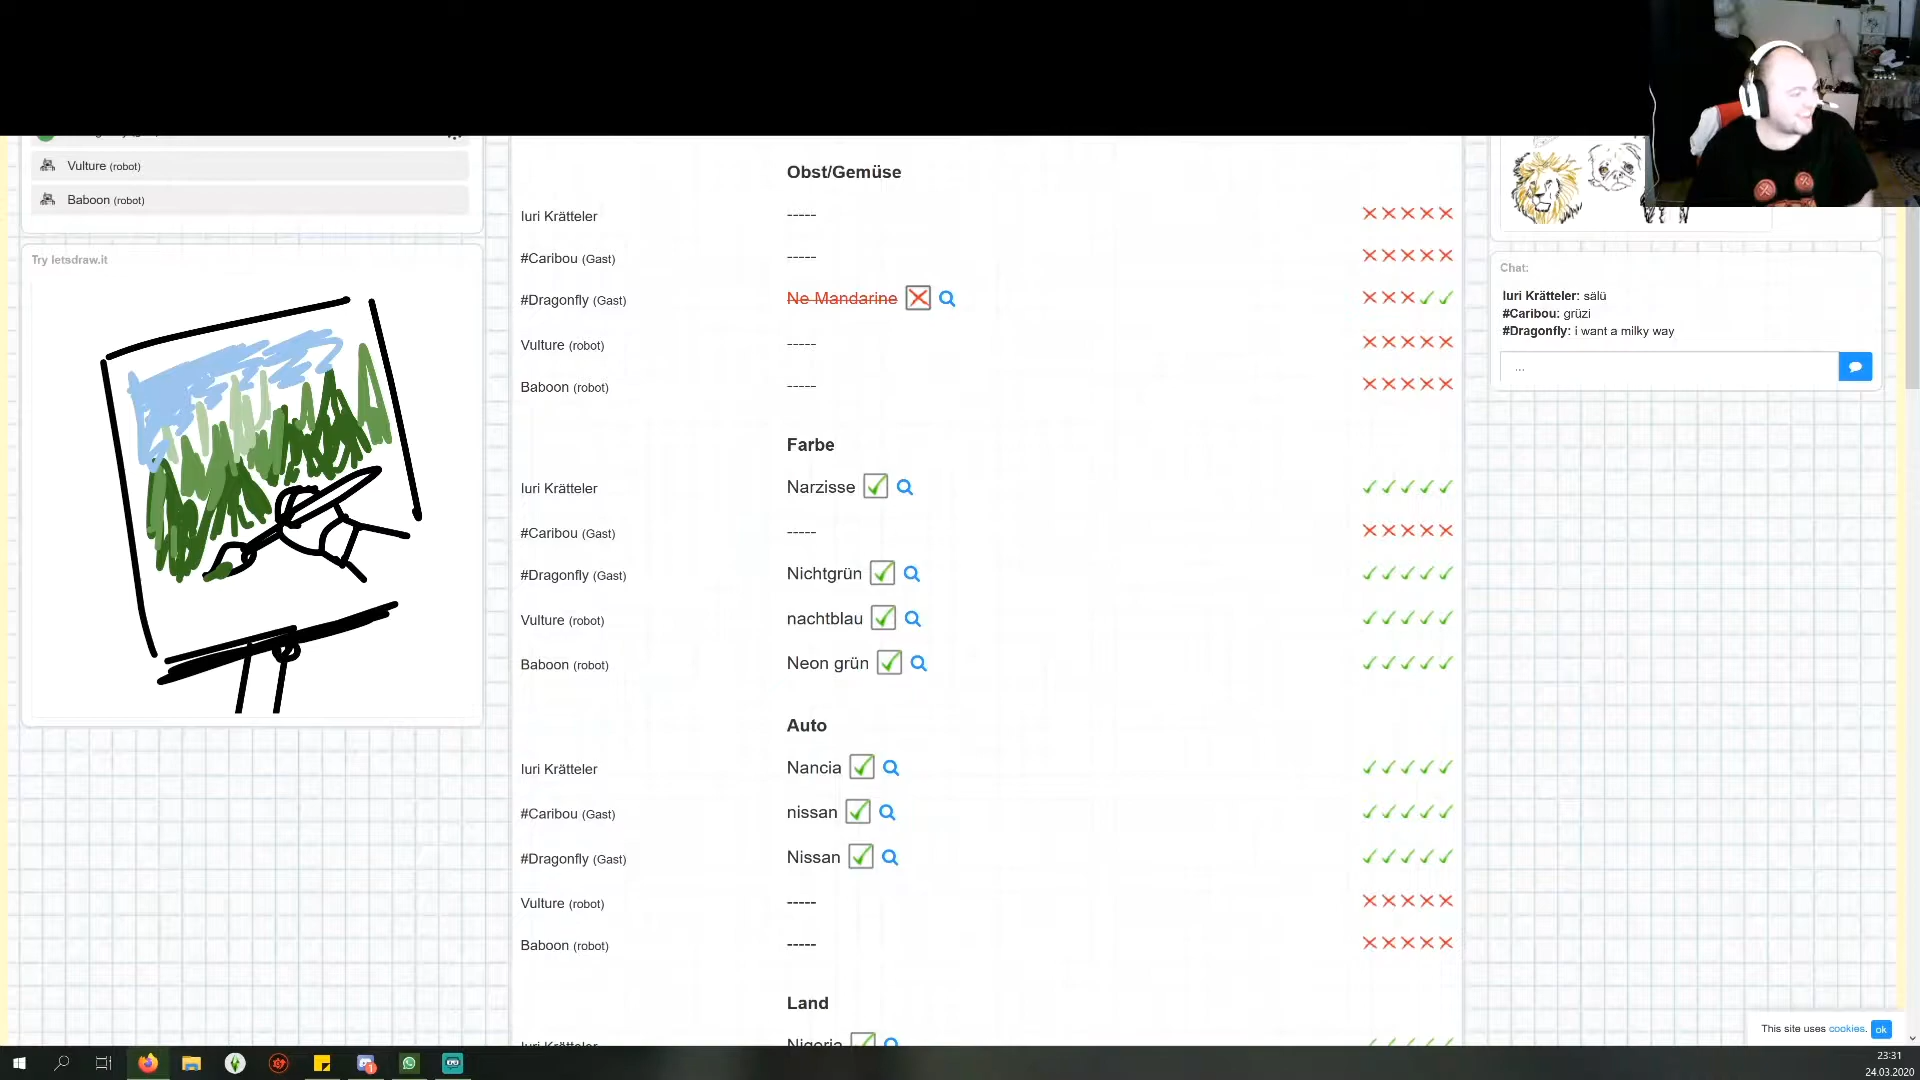 Vulture (robot)
Baboon (robot)
Try letsdraw.it
Obst/Gemüse
Iuri Krätteler -----
#Caribou (Gast) -----
#Dragonfly (Gast) Ne Mandarine
Vulture (robot) -----
Baboon (robot) -----
Farbe
Iuri Krätteler Narzisse
#Caribou (Gast) -----
#Dragonfly (Gast) Nichtgrün
Vulture (robot) nachtblau
Baboon (robot) Neon grün
Auto
Iuri Krätteler Nancia
#Caribou (Gast) nissan
#Dragonfly (Gast) Nissan
Vulture (robot) -----
Baboon (robot) -----
Land
Iuri Krätteler Nigeria
Chat:
Iuri Krätteler: sälü
#Caribou: grüzi
#Dragonfly: i want a milky way
...
This site uses cookies. ok
23:31
24.03.2020